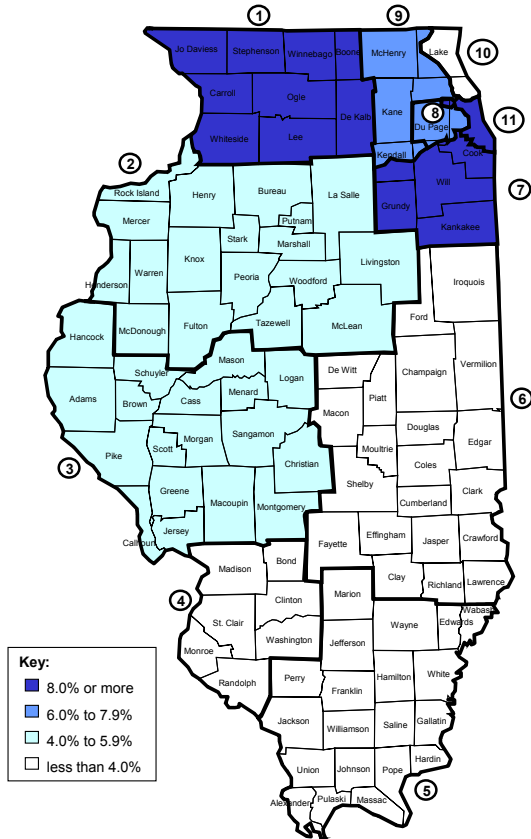 1
9
Jo Daviess
Stephenson
Winnebago
Boone
McHenry
Lake
10
Carroll
Ogle
De Kalb
Kane
8
Du Page
11
Whiteside
Lee
Kendall
Cook
2
Rock Island
Henry
Bureau
La Salle
Grundy
Will
7
Mercer
Putnam
Kankakee
Stark
Marshall
Knox
Warren
Henderson
Peoria
Woodford
Livingston
Iroquois
Ford
Hancock
McDonough
Fulton
Tazewell
McLean
Mason
Schuyler
Logan
De Witt
Champaign
Vermilion
Adams
Brown
Cass
Menard
Macon
Piatt
6
Douglas
Edgar
Pike
Scott
Morgan
Sangamon
Christian
Moultrie
Coles
3
Shelby
Clark
Greene
Macoupin
Montgomery
Cumberland
Calhoun
Jersey
Fayette
Effingham
Jasper
Crawford
Madison
Bond
Clay
Richland
Lawrence
4
Clinton
Marion
Wayne
Edwards
Wabash
St. Clair
Washington
Jefferson
Monroe
Randolph
Perry
Franklin
Hamilton
White
Jackson
Williamson
Saline
Gallatin
Union
Johnson
Pope
Hardin
5
Alexander
Pulaski
Massac
Key:
8.0% or more
6.0% to 7.9%
4.0% to 5.9%
less than 4.0%